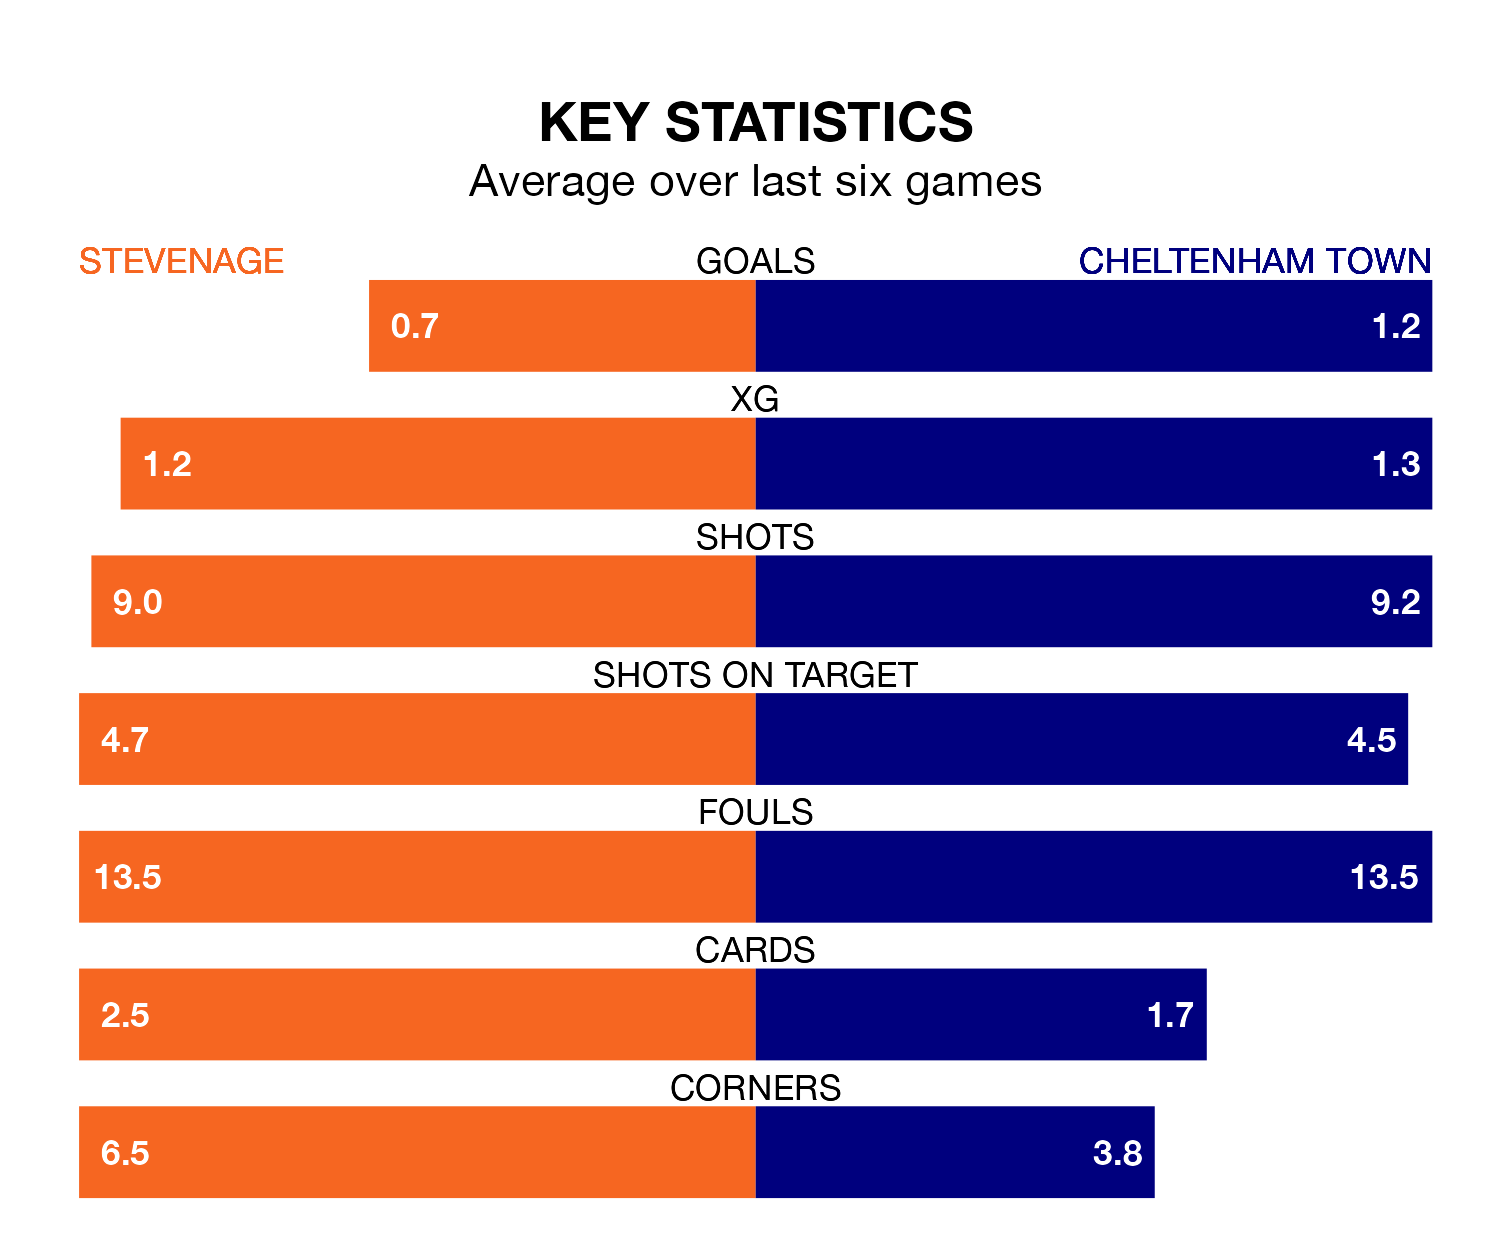 KEY STATISTICS
Average over last six games
STEVENAGE GOALS CHELTENHAM TOWN
0.7 1.2
XG
1.2 1.3
SHOTS
9.0 9.2
SHOTS ON TARGET
4.7 4.5
FOULS
13.5 13.5
CARDS
2.5 1.7
CORNERS
6.5 3.8